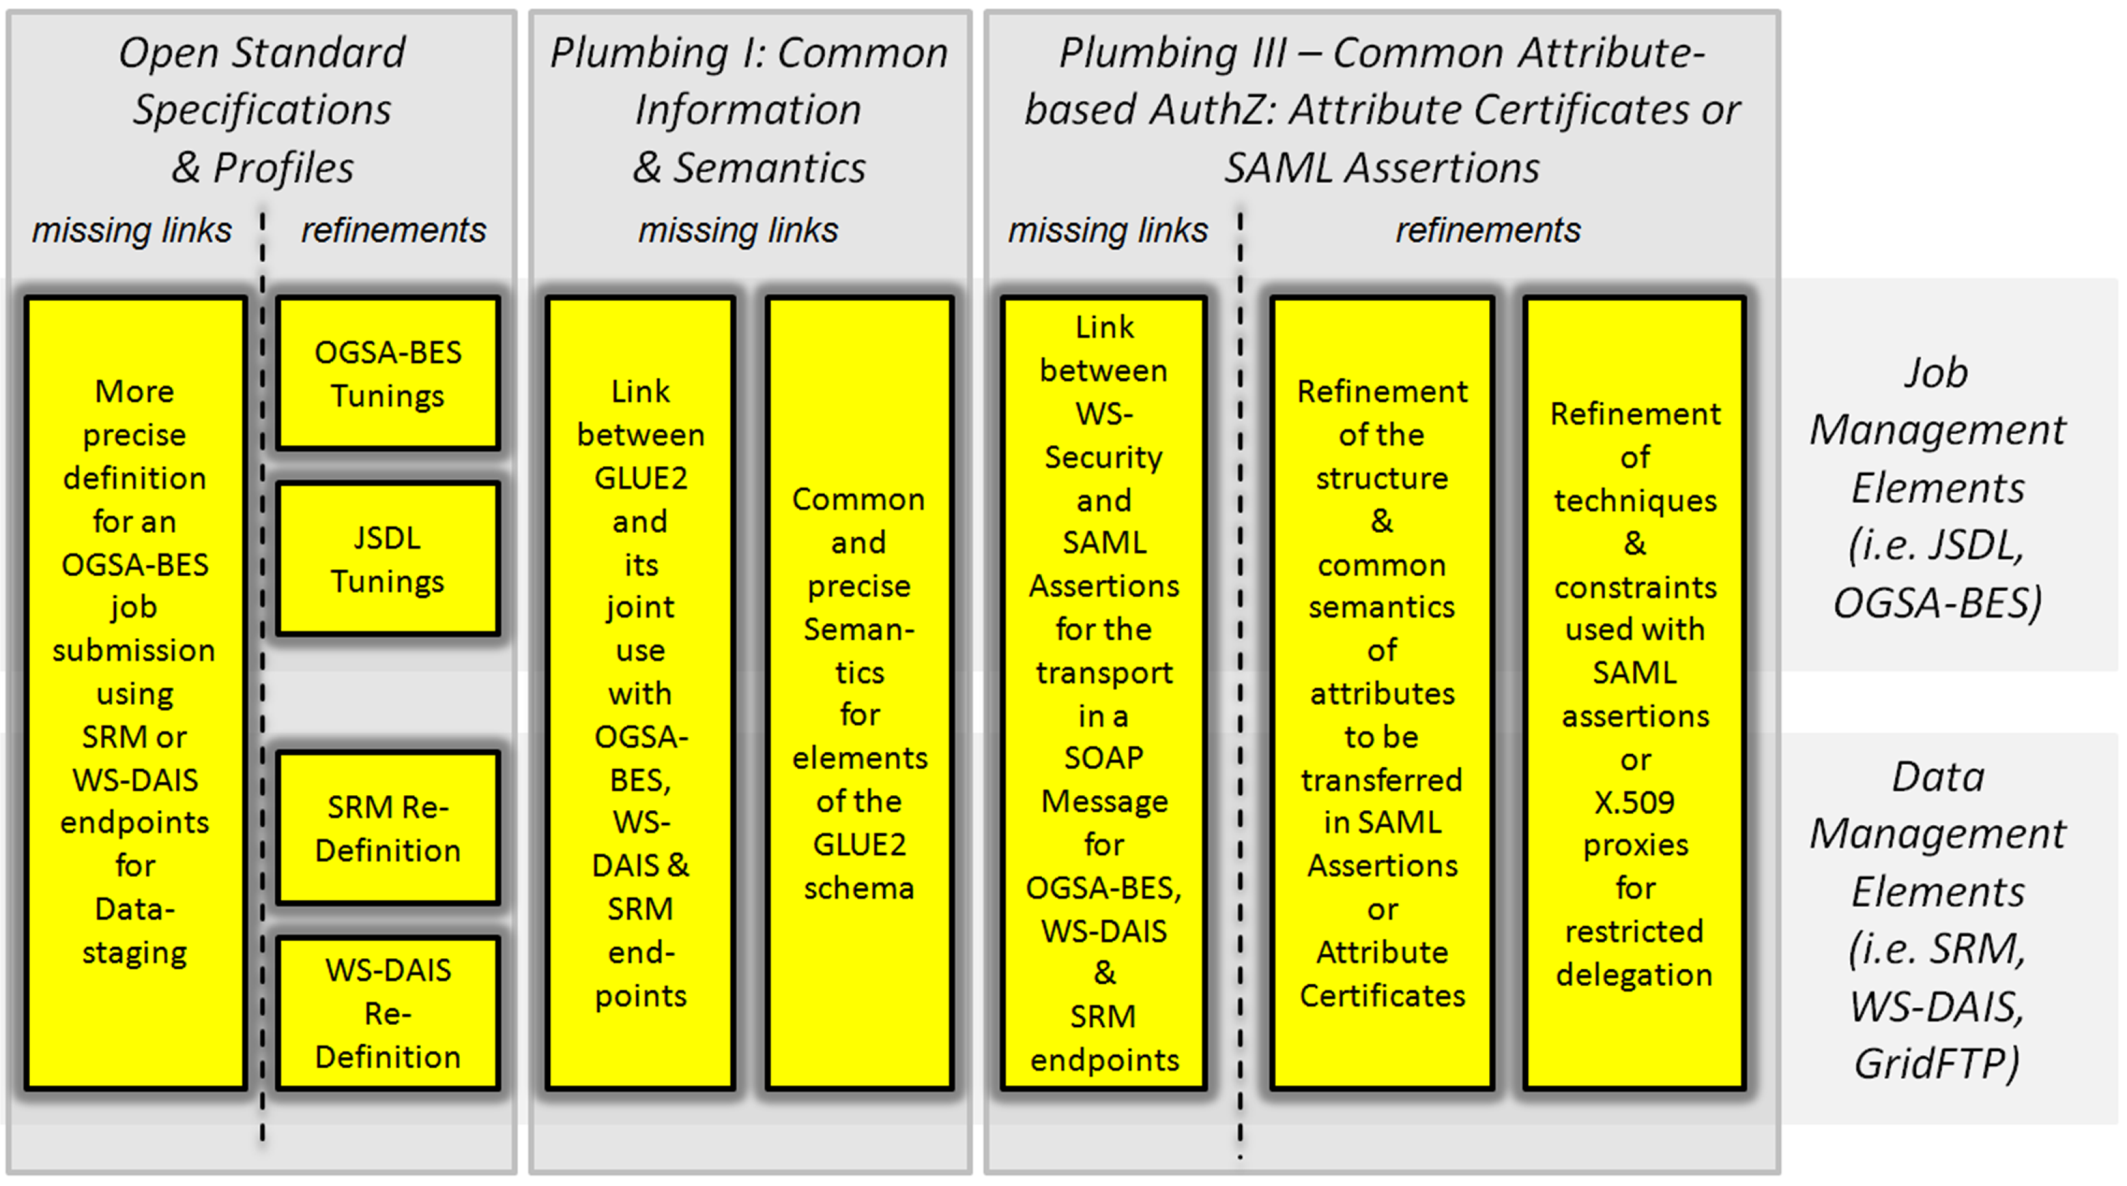 Open Standard
Specifications
& Profiles
missing links
refinements
More
precise
definition
for an
OGSA-BES
job
submission
using
SRM or
WS-DAIS
endpoints
for
Data-
staging
OGSA-BES
Tunings
JSDL
Tunings
SRM Re-
Definition
WS-DAIS
Re-
Definition
Plumbing I: Common
Information
& Semantics
missing links
Link
between
GLUE2
and
its
joint
use
with
OGSA-
BES,
WS-
DAIS &
SRM
end-
points
Common
and
precise
Seman-
tics
for
elements
of the
GLUE2
schema
Plumbing III – Common Attribute-
based AuthZ: Attribute Certificates or
SAML Assertions
missing links
refinements
Link
between
WS-
Security
and
SAML
Assertions
for the
transport
in a
SOAP
Message
for
OGSA-BES,
WS-DAIS
&
SRM
endpoints
Refinement
of the
structure
&
common
semantics
of
attributes
to be
transferred
in SAML
Assertions
or
Attribute
Certificates
Refinement
of
techniques
&
constraints
used with
SAML
assertions
or
X.509
proxies
for
restricted
delegation
Job
Management
Elements
(i.e. JSDL,
OGSA-BES)
Data
Management
Elements
(i.e. SRM,
WS-DAIS,
GridFTP)